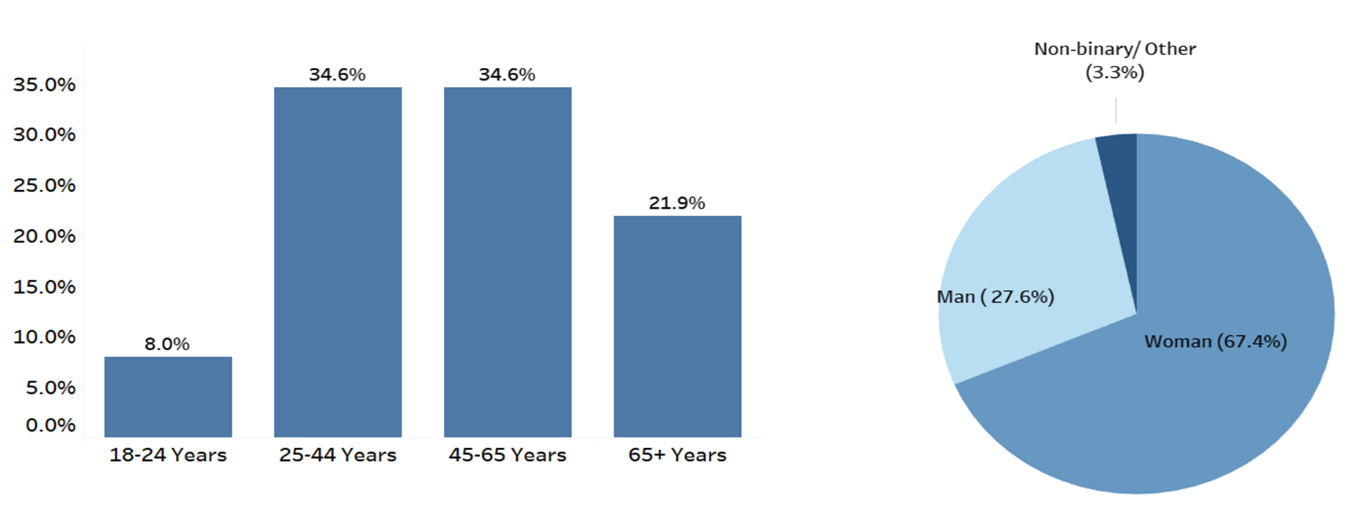 35.0%
30.0%
25.0%
20.0%
15.0%
10.0%
5.0%
0.0%
8.0%
34.6%
34.6%
21.9%
18-24 Years
25-44 Years
45-65 Years
65+ Years
Non-binary/ Other
(3.3%)
Man ( 27.6%)
Woman (67.4%)